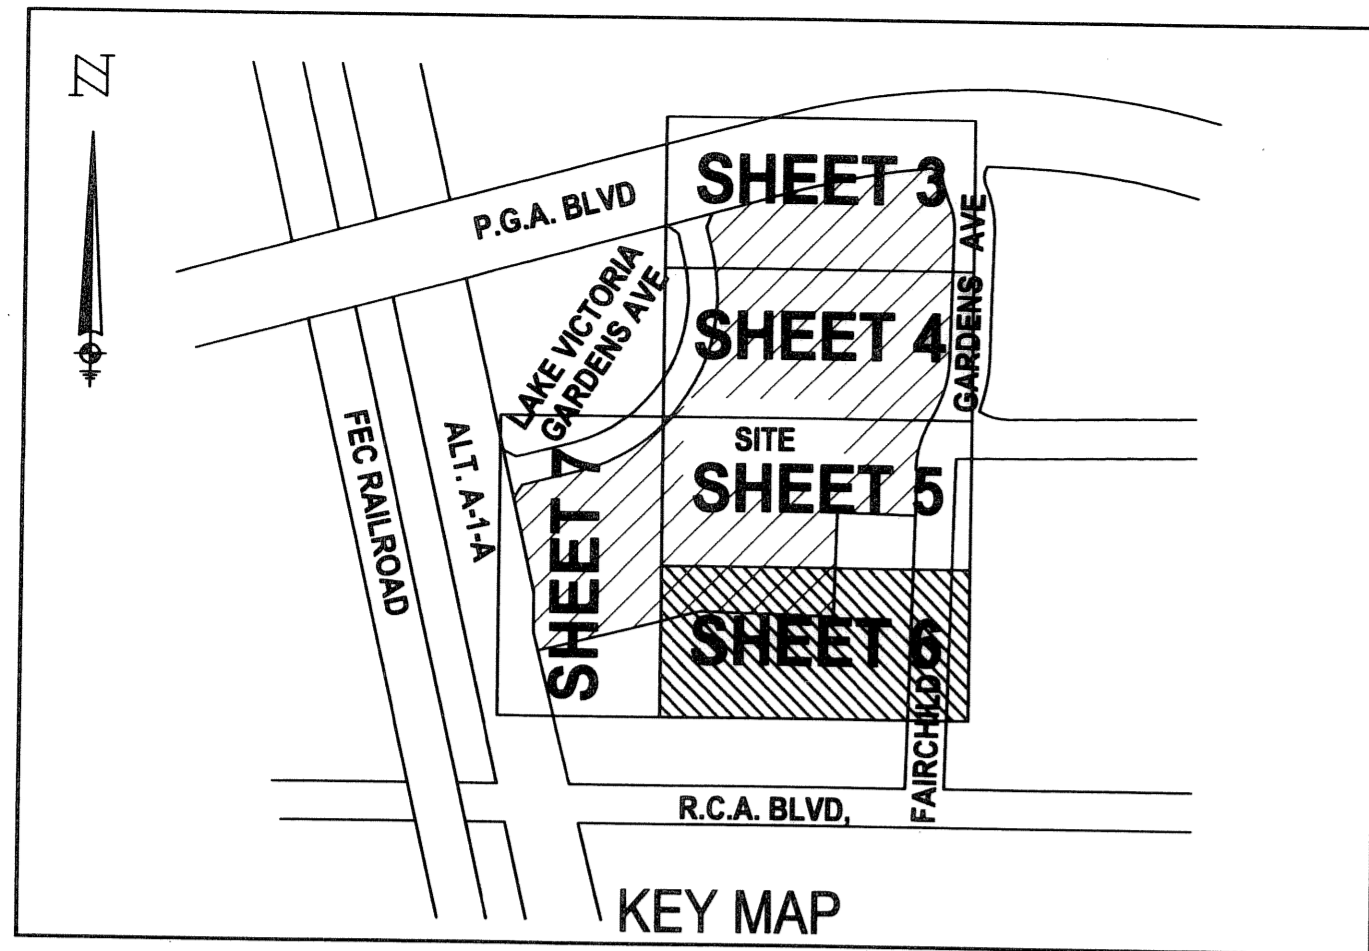 N
SHEET 3
P.G.A. BLVD
GARDENS AVE
LAKE VICTORIA
GARDENS AVE
SHEET 4
FEC RAILROAD
ALT. A-1-A
SITE
SHEET 5
SHEET 7
SHEET 6
FAIRCHILD
R.C.A. BLVD,
KEY MAP